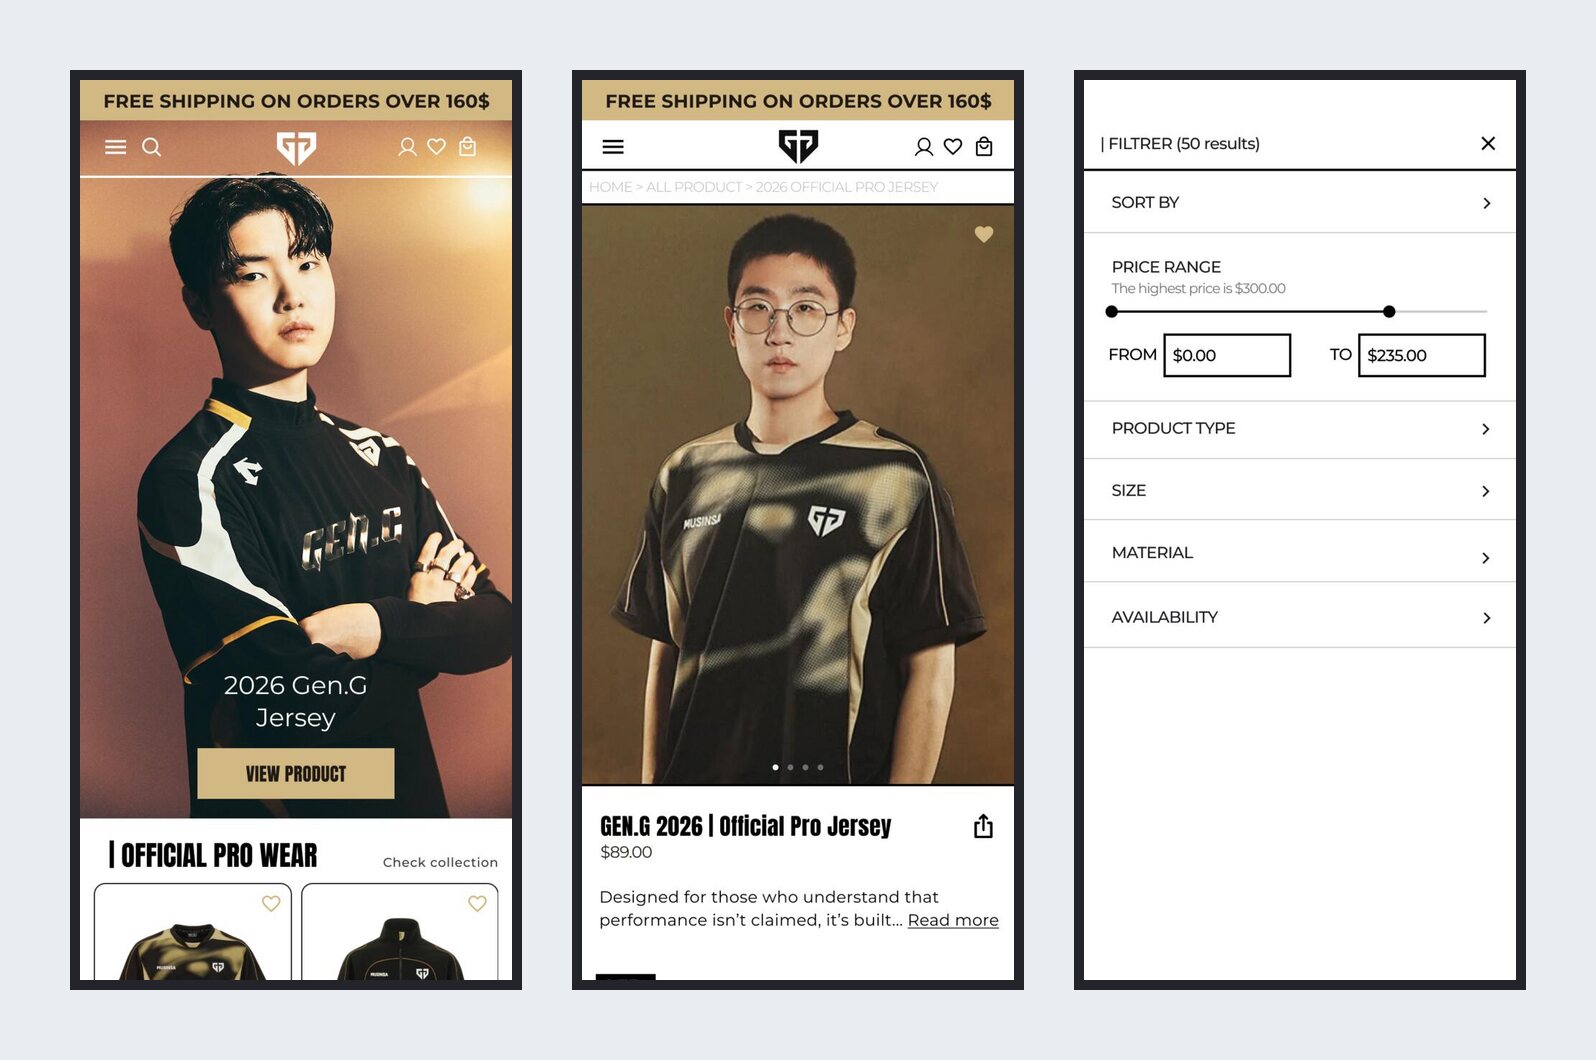 FREE SHIPPING ON ORDERS OVER 160$
GEN.G
2026 Gen.G
Jersey
VIEW PRODUCT
| OFFICIAL PRO WEAR
Check collection
MUSINSA
MUSINSA
FREE SHIPPING ON ORDERS OVER 160$
HOME > ALL PRODUCT > 2026 OFFICIAL PRO JERSEY
MUSINSA
GEN.G 2026 | Official Pro Jersey
$89.00
Designed for those who understand that
performance isn't claimed, it's built... Read more
| FILTRER (50 results)
SORT BY
PRICE RANGE
The highest price is $300.00
FROM $0.00 TO $235.00
PRODUCT TYPE
SIZE
MATERIAL
AVAILABILITY